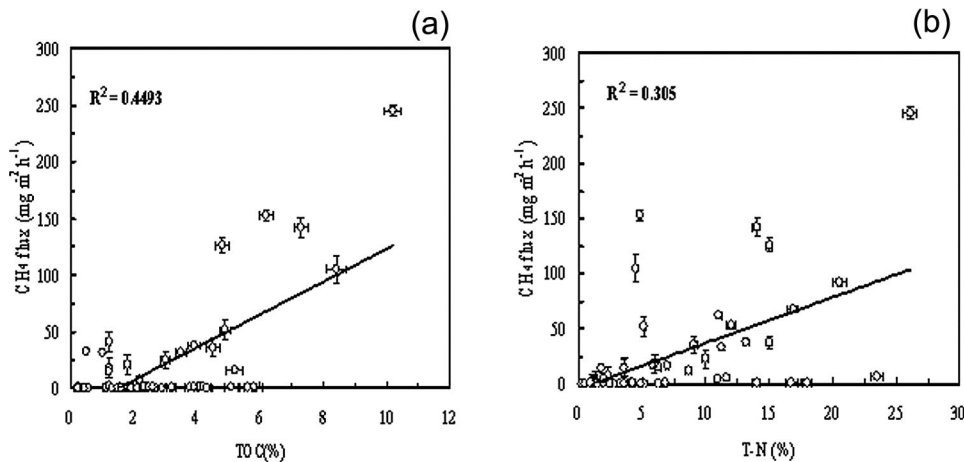 (a)
300
250
200
150
100
50
0
R² = 0.4493
CH₄ flux (mg m⁻² h⁻¹)
0 2 4 6 8 10 12
TOC(%)
(b)
300
250
200
150
100
50
0
R² = 0.305
CH₄ flux (mg m⁻² h⁻¹)
0 5 10 15 20 25 30
T-N (%)